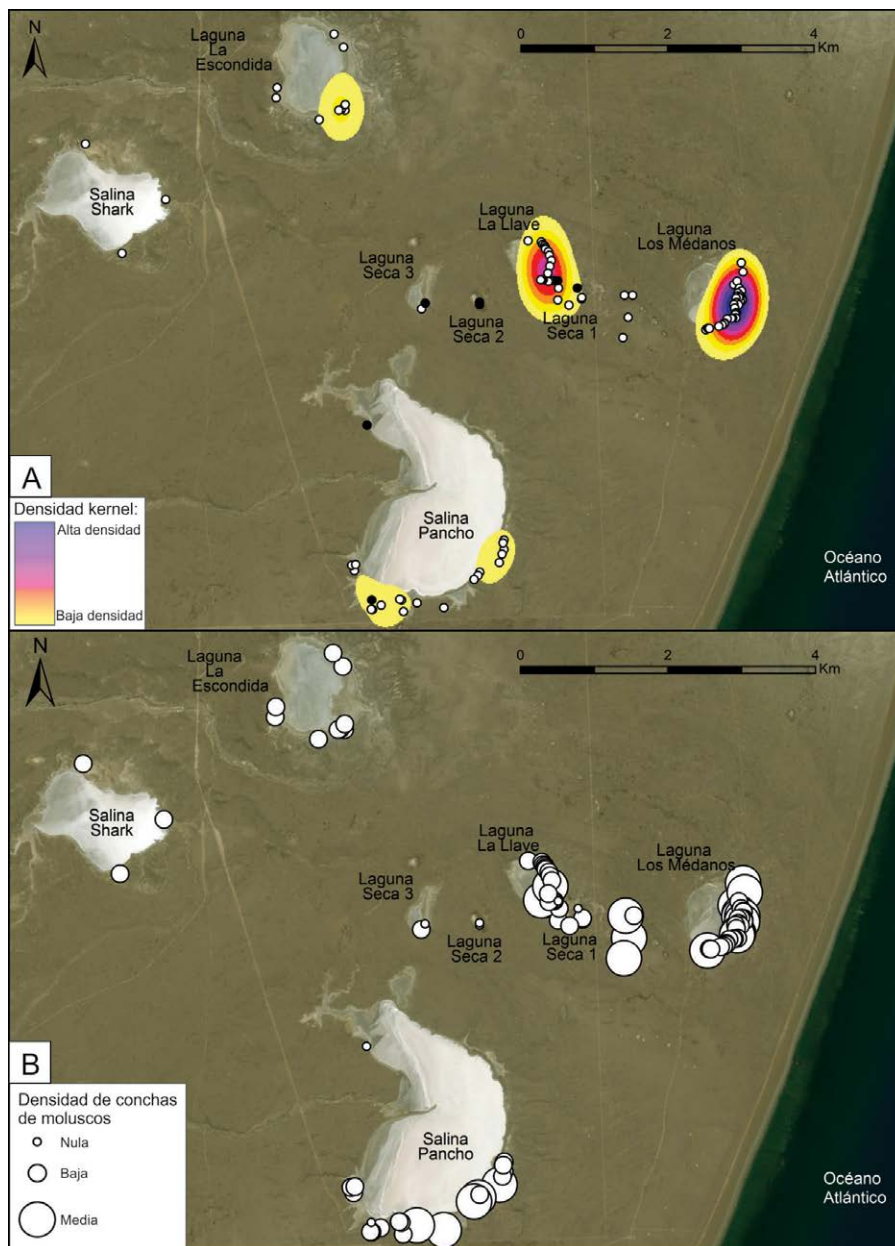 N
Laguna
La
Escondida
0 2 4
Km
Salina
Shark
Laguna
La Llave
Laguna
Los Médanos
Laguna
Seca 3
Laguna
Seca 2
Laguna
Seca 1
Salina
Pancho
Océano
Atlántico
A
Densidad kernel:
Alta densidad
Baja densidad
N
Laguna
La
Escondida
0 2 4
Km
Salina
Shark
Laguna
La Llave
Laguna
Los Médanos
Laguna
Seca 3
Laguna
Seca 2
Laguna
Seca 1
Salina
Pancho
Océano
Atlántico
B
Densidad de conchas
de moluscos
Nula
Baja
Media